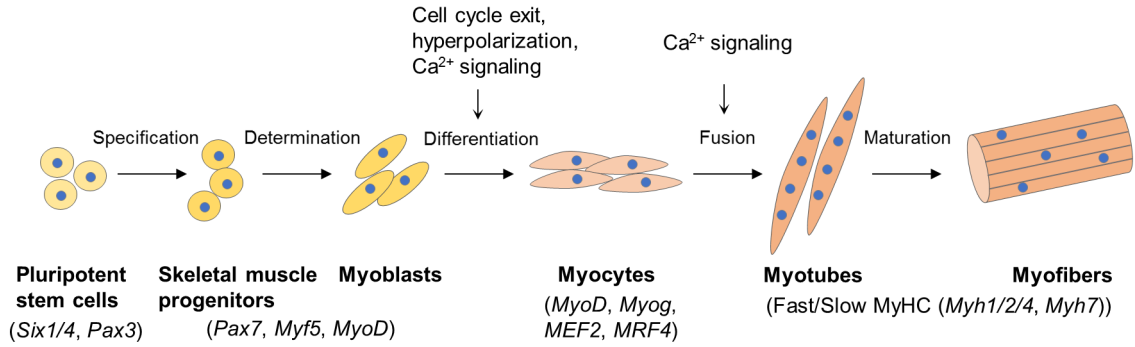 Cell cycle exit,
hyperpolarization,
Ca²⁺ signaling
Ca²⁺ signaling
Specification
Determination
Differentiation
Fusion
Maturation
Pluripotent
stem cells
(Six1/4, Pax3)
Skeletal muscle
progenitors
Myoblasts
(Pax7, Myf5, MyoD)
Myocytes
(MyoD, Myog,
MEF2, MRF4)
Myotubes
Myofibers
(Fast/Slow MyHC (Myh1/2/4, Myh7))